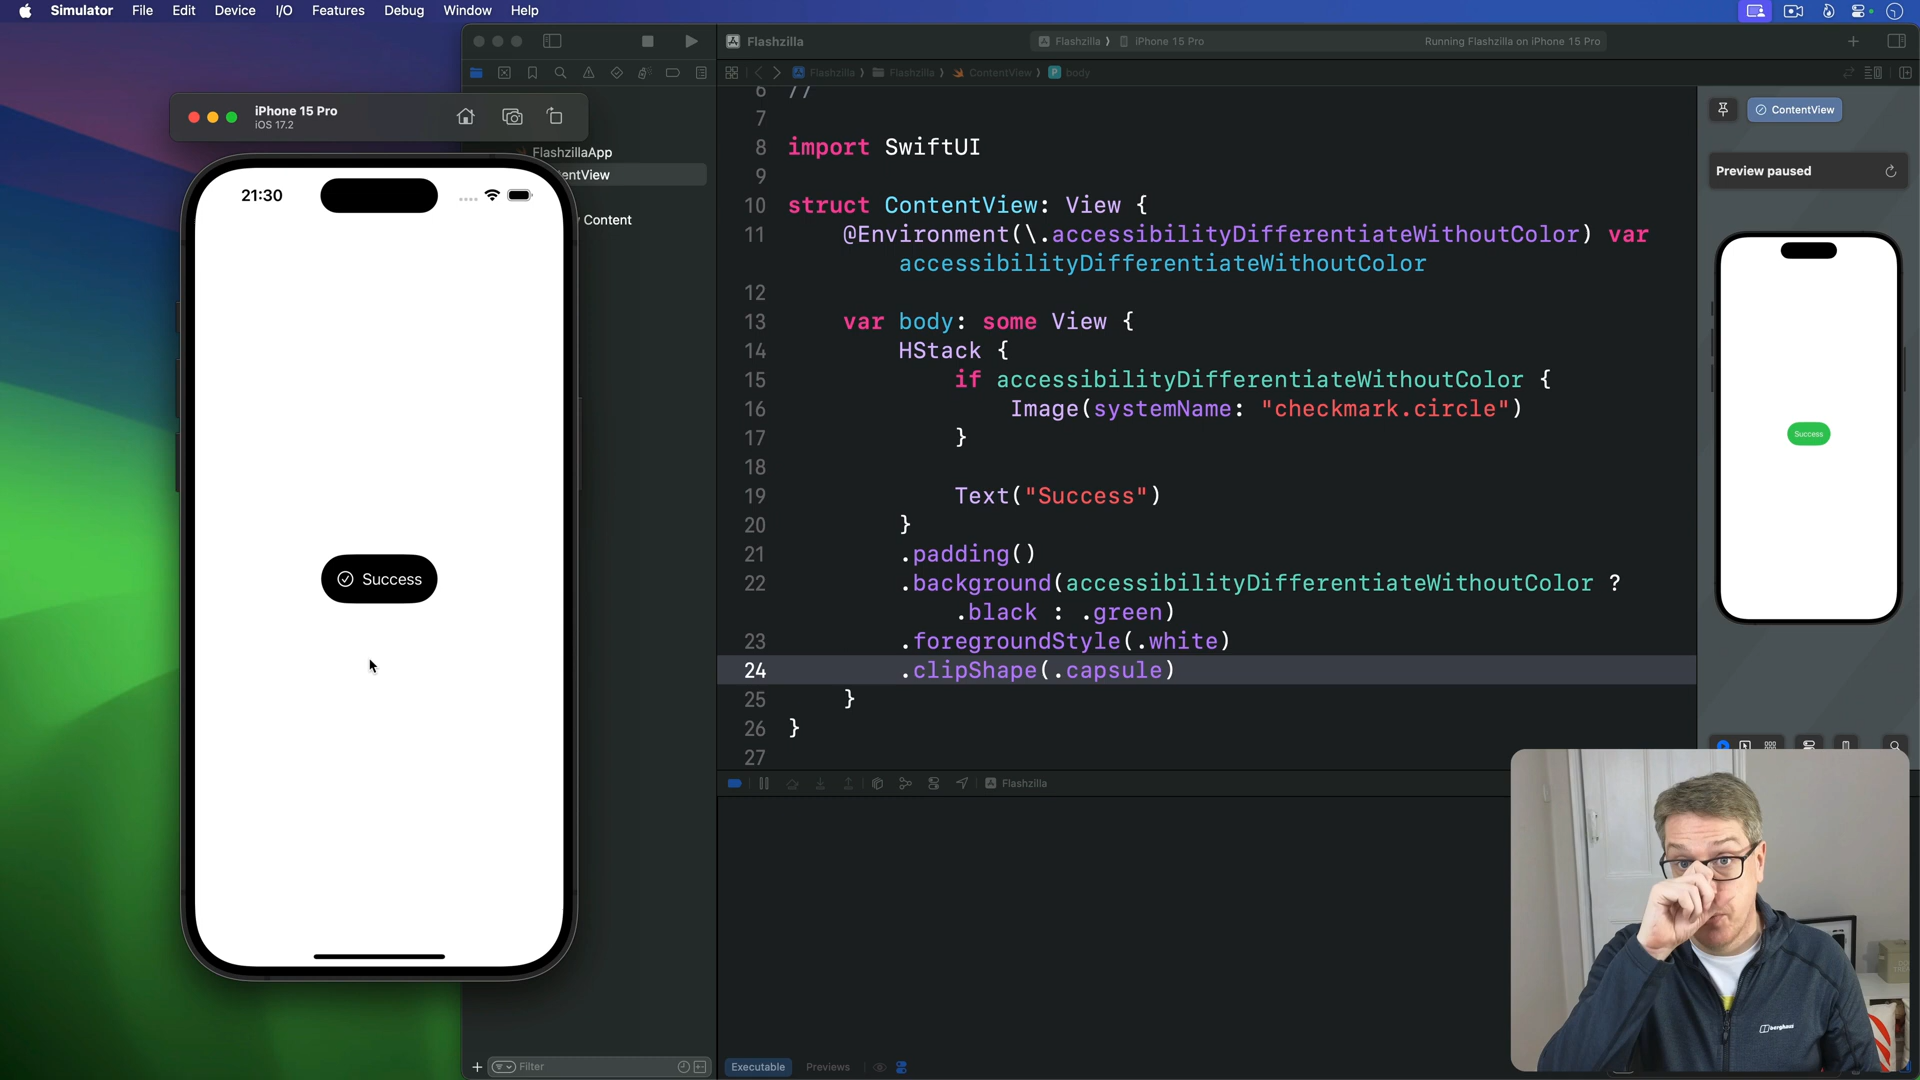 Simulator File Edit Device I/O Features Debug Window Help
iPhone 15 Pro
iOS 17.2
21:30
Success
FlashzillaApp
entView
Content
Filter
Flashzilla
Flashzilla iPhone 15 Pro
Running Flashzilla on iPhone 15 Pro
Flashzilla Flashzilla ContentView body
6 //
7
8 import SwiftUI
9
10 struct ContentView: View {
11 @Environment(\.accessibilityDifferentiateWithoutColor) var
accessibilityDifferentiateWithoutColor
12
13 var body: some View {
14 HStack {
15 if accessibilityDifferentiateWithoutColor {
16 Image(systemName: "checkmark.circle")
17 }
18
19 Text("Success")
20 }
21 .padding()
22 .background(accessibilityDifferentiateWithoutColor ?
.black : .green)
23 .foregroundStyle(.white)
24 .clipShape(.capsule)
25 }
26 }
27
Flashzilla
Executable Previews
ContentView
Preview paused
Success
berghaus